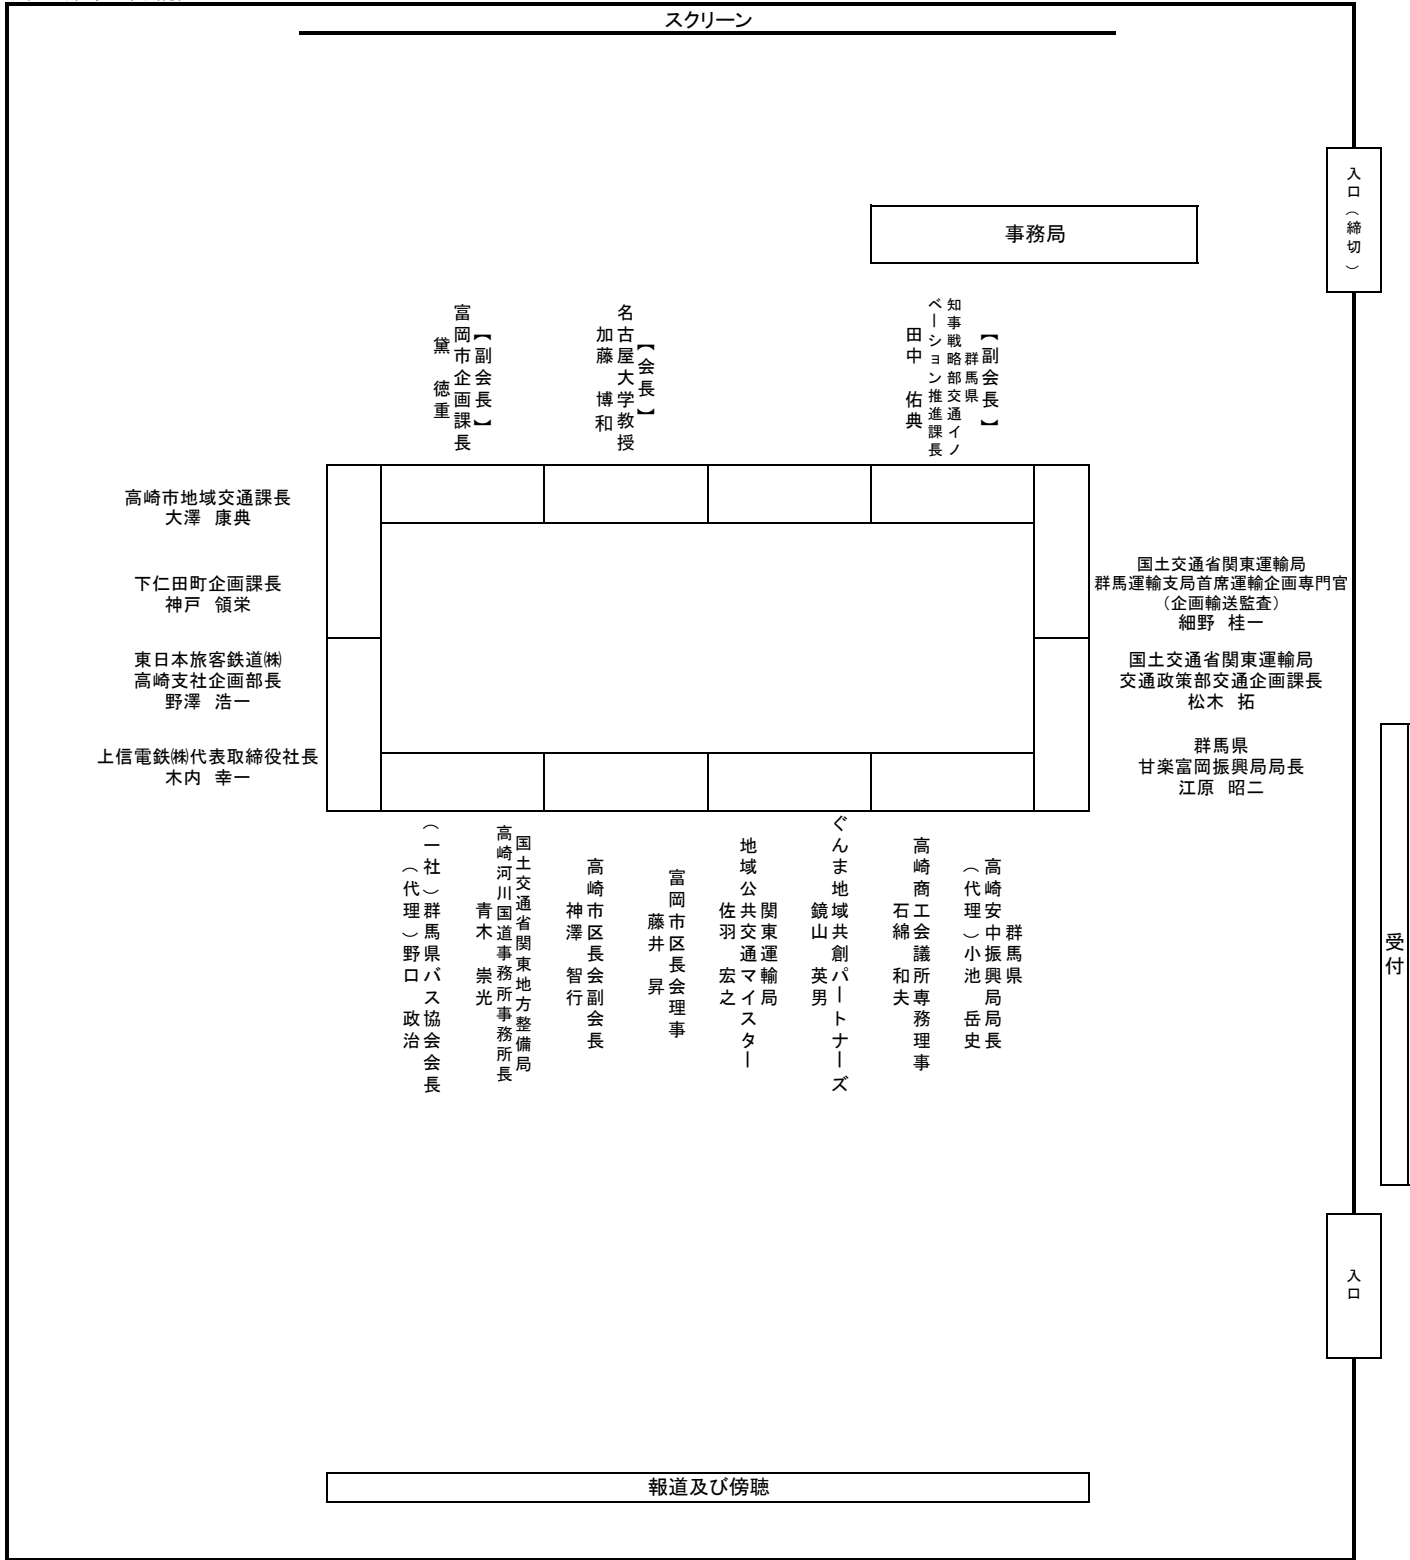 スクリーン
入口（締切）
事務局
【副会長】
富岡市企画課長
黛　徳重
【会長】
名古屋大学教授
加藤　博和
【副会長】
群馬県
知事戦略部交通イノ
ベーション推進課長
田中　佑典
高崎市地域交通課長
大澤　康典
下仁田町企画課長
神戸　領栄
東日本旅客鉄道㈱
高崎支社企画部長
野澤　浩一
上信電鉄㈱代表取締役社長
木内　幸一
国土交通省関東運輸局
群馬運輸支局首席運輸企画専門官
（企画輸送監査）
細野　桂一
国土交通省関東運輸局
交通政策部交通企画課長
松木　拓
群馬県
甘楽富岡振興局局長
江原　昭二
（一社）群馬県バス協会会長
（代理）野口　政治
国土交通省関東地方整備局
高崎河川国道事務所事務所長
青木　崇光
高崎市区長会副会長
神澤　智行
富岡市区長会理事
藤井　昇
関東運輸局
地域公共交通マイスター
佐羽　宏之
ぐんま地域共創パートナーズ
鏡山　英男
高崎商工会議所専務理事
石綿　和夫
群馬県
高崎安中振興局局長
（代理）小池　岳史
受付
入口
報道及び傍聴